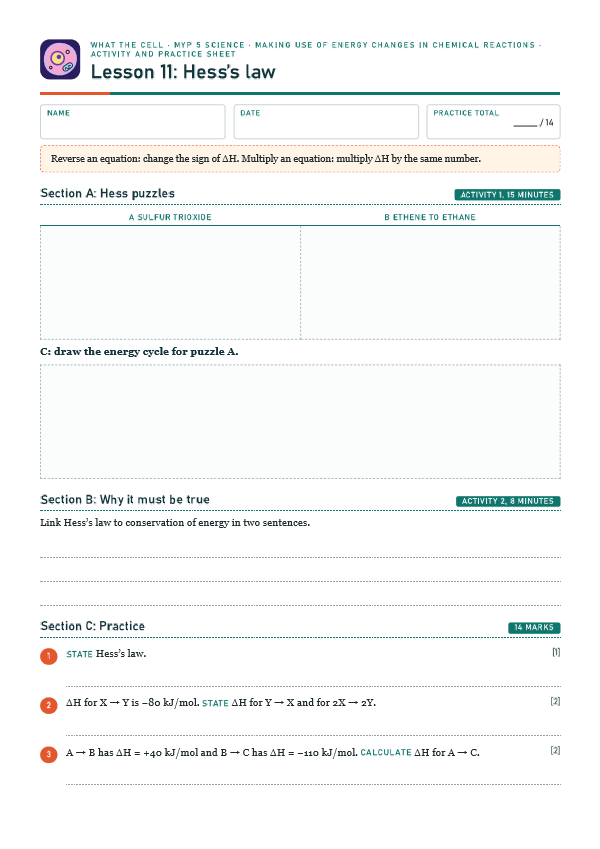 WHAT THE CELL · MYP 5 SCIENCE · MAKING USE OF ENERGY CHANGES IN CHEMICAL REACTIONS ·
ACTIVITY AND PRACTICE SHEET
Lesson 11: Hess's law
NAME
DATE
PRACTICE TOTAL
_____ / 14
Reverse an equation: change the sign of ΔH. Multiply an equation: multiply ΔH by the same number.
Section A: Hess puzzles
ACTIVITY 1, 15 MINUTES
A SULFUR TRIOXIDE
B ETHENE TO ETHANE
C: draw the energy cycle for puzzle A.
Section B: Why it must be true
ACTIVITY 2, 8 MINUTES
Link Hess's law to conservation of energy in two sentences.
Section C: Practice
14 MARKS
1 STATE Hess's law. [1]
2 ΔH for X → Y is −80 kJ/mol. STATE ΔH for Y → X and for 2X → 2Y. [2]
3 A → B has ΔH = +40 kJ/mol and B → C has ΔH = −110 kJ/mol. CALCULATE ΔH for A → C. [2]